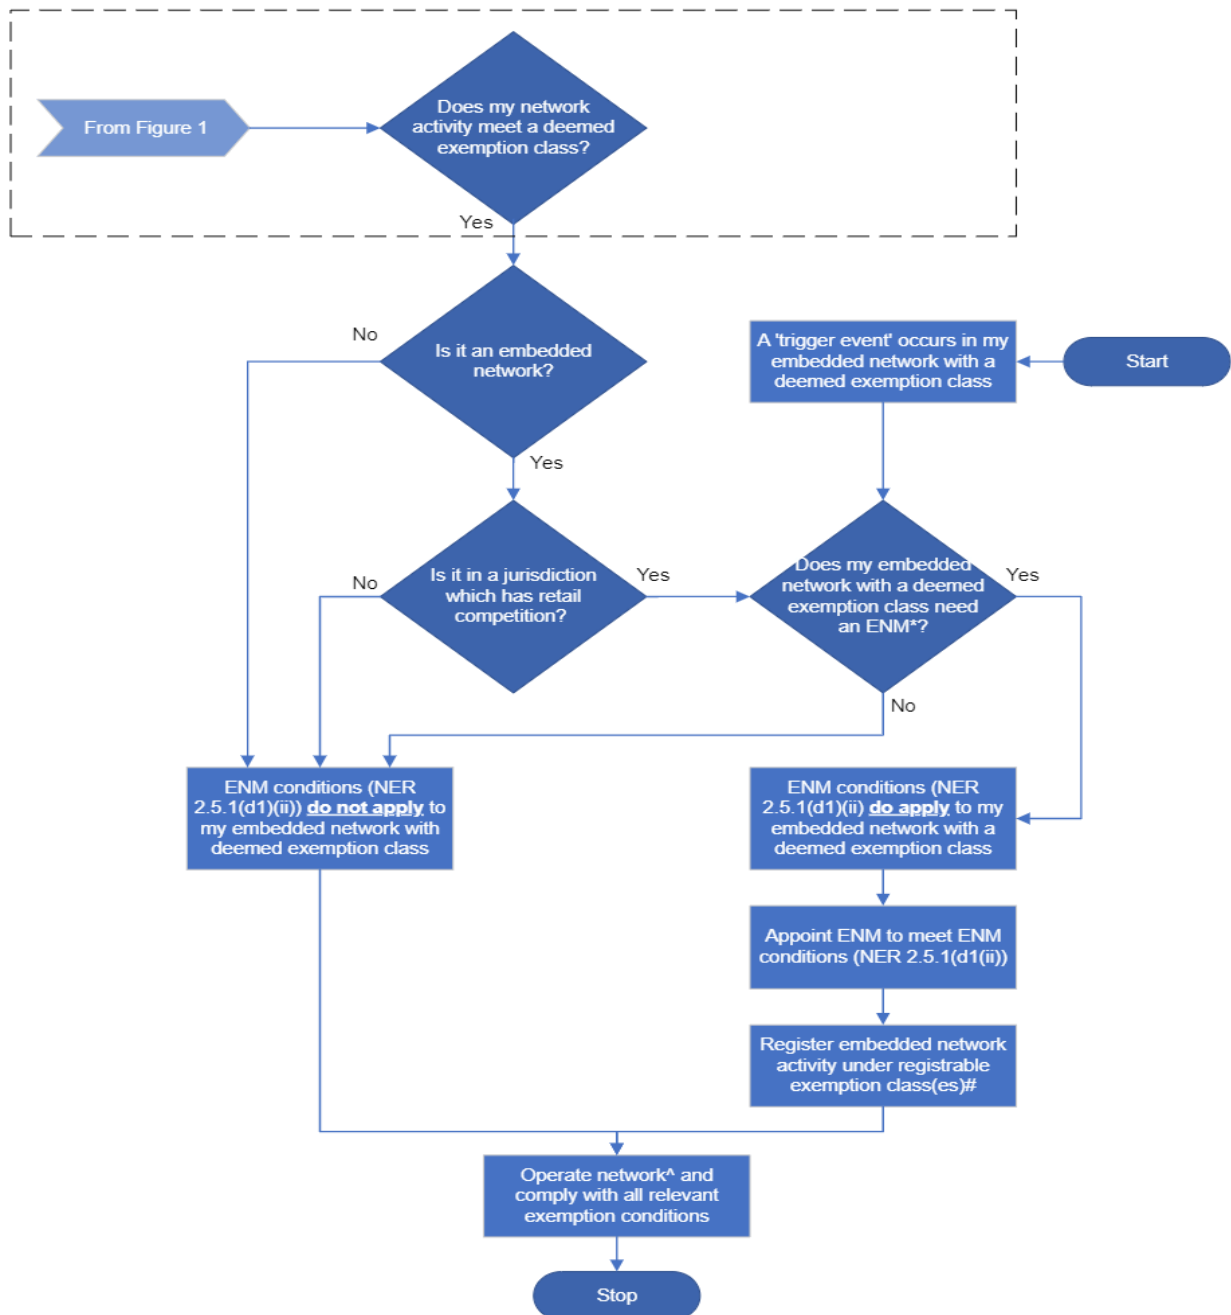 From Figure 1
Does my network
activity meet a deemed
exemption class?
Yes
No
Is it an embedded
network?
Yes
A 'trigger event' occurs in my
embedded network with a
deemed exemption class
Start
No
Is it in a jurisdiction
which has retail
competition?
Yes
Does my embedded
network with a deemed
exemption class need
an ENM*?
Yes
No
ENM conditions (NER
2.5.1(d1)(ii)) do not apply to
my embedded network with
deemed exemption class
ENM conditions (NER
2.5.1(d1)(ii) do apply to my
embedded network with a
deemed exemption class
Appoint ENM to meet ENM
conditions (NER 2.5.1(d1(ii))
Register embedded network
activity under registrable
exemption class(es)#
Operate network^ and
comply with all relevant
exemption conditions
Stop